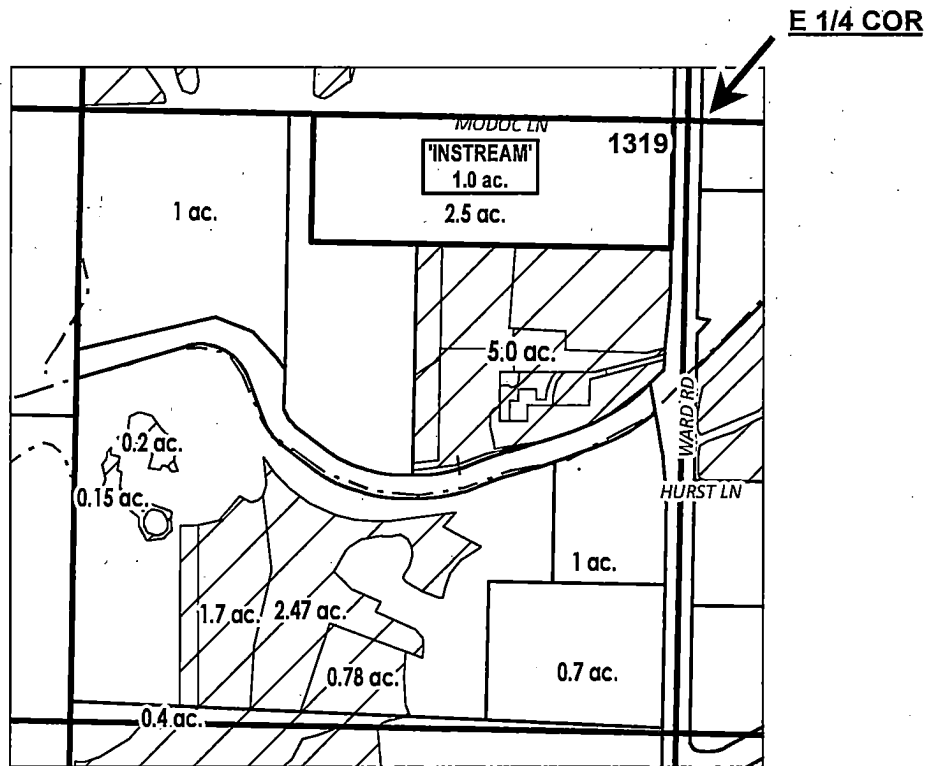 E 1/4 COR
MODOC LN
1319
'INSTREAM'
1.0 ac.
2.5 ac.
1 ac.
5.0 ac.
WARD RD
0.2 ac.
0.15 ac.
HURST LN
1 ac.
1.7 ac.
2.47 ac.
0.78 ac.
0.7 ac.
0.4 ac.